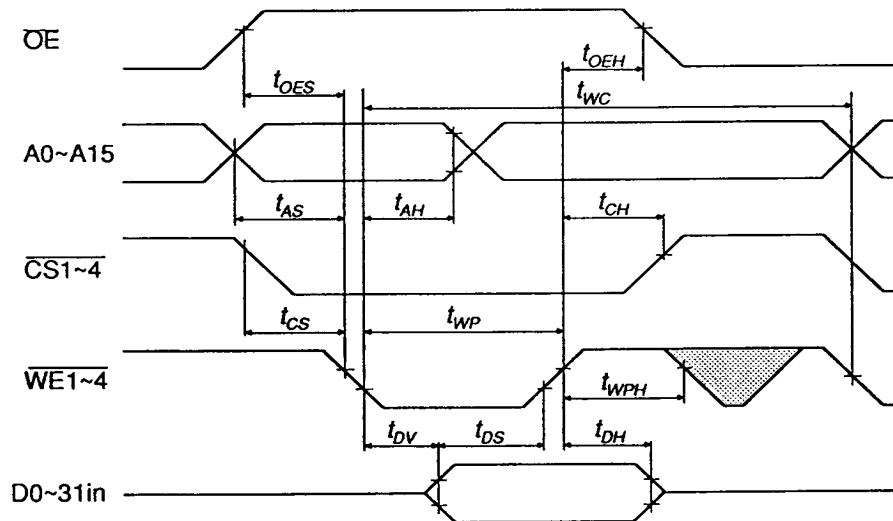 OE
tOES
tOEH
tWC
A0~A15
tAS
tAH
tCH
CS1~4
tCS
tWP
WE1~4
tWPH
tDV
tDS
tDH
D0~31in